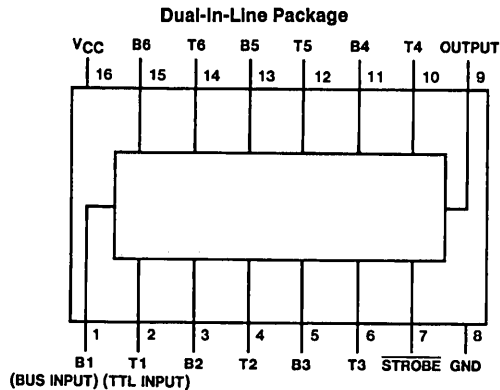 Dual-In-Line Package
VCC B6 T6 B5 T5 B4 T4 OUTPUT
16 15 14 13 12 11 10 9
1 2 3 4 5 6 7 8
B1 T1 B2 T2 B3 T3 STROBE GND
(BUS INPUT) (TTL INPUT)